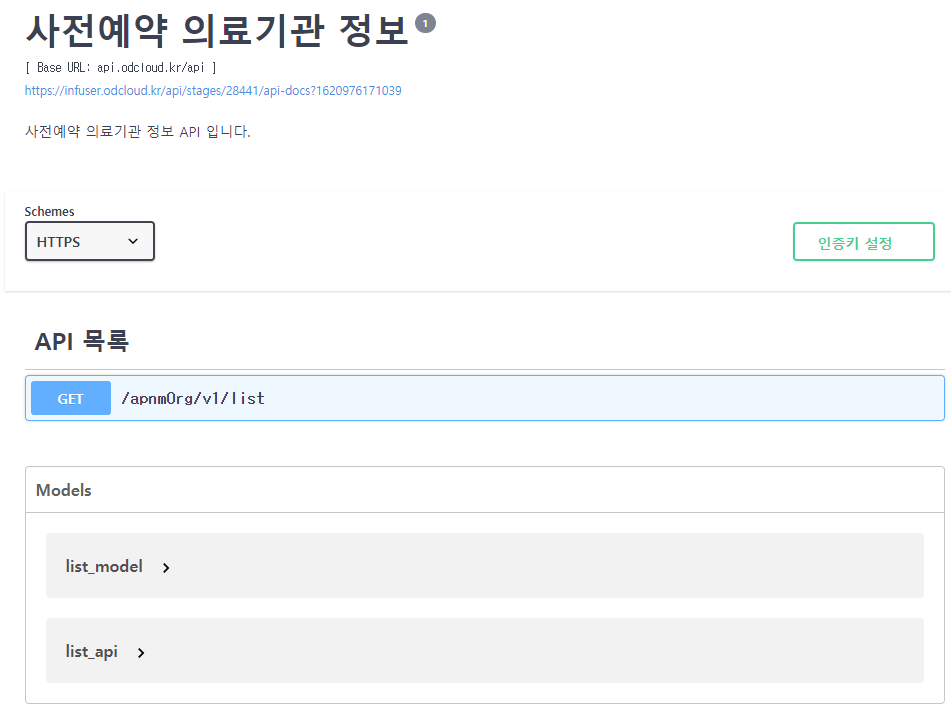 사전예약 의료기관 정보 1
[ Base URL: api.odcloud.kr/api ]
https://infuser.odcloud.kr/api/stages/28441/api-docs?1620976171039
사전예약 의료기관 정보 API 입니다.
Schemes
HTTPS
인증키 설정
API 목록
GET /apnmOrg/v1/list
Models
list_model
list_api